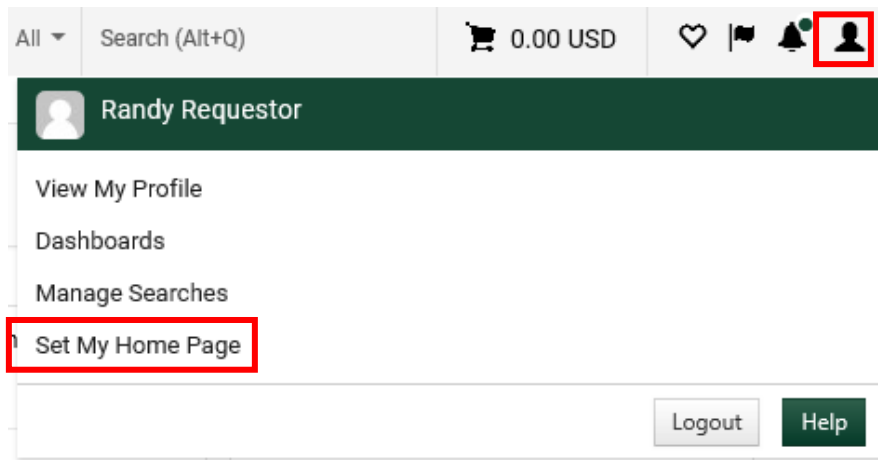 All Search (Alt+Q) 0.00 USD
Randy Requestor
View My Profile
Dashboards
Manage Searches
Set My Home Page
Logout Help